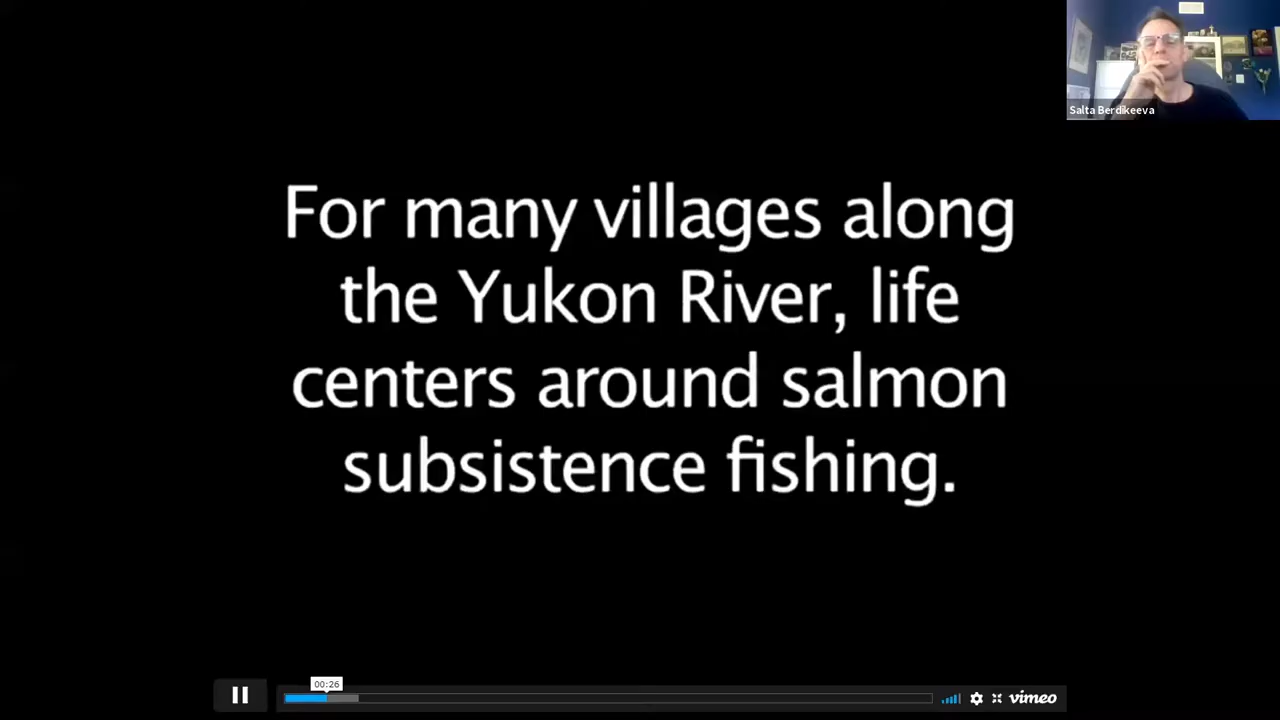 Salta Berdikeeva
For many villages along
the Yukon River, life
centers around salmon
subsistence fishing.
00:26
vimeo